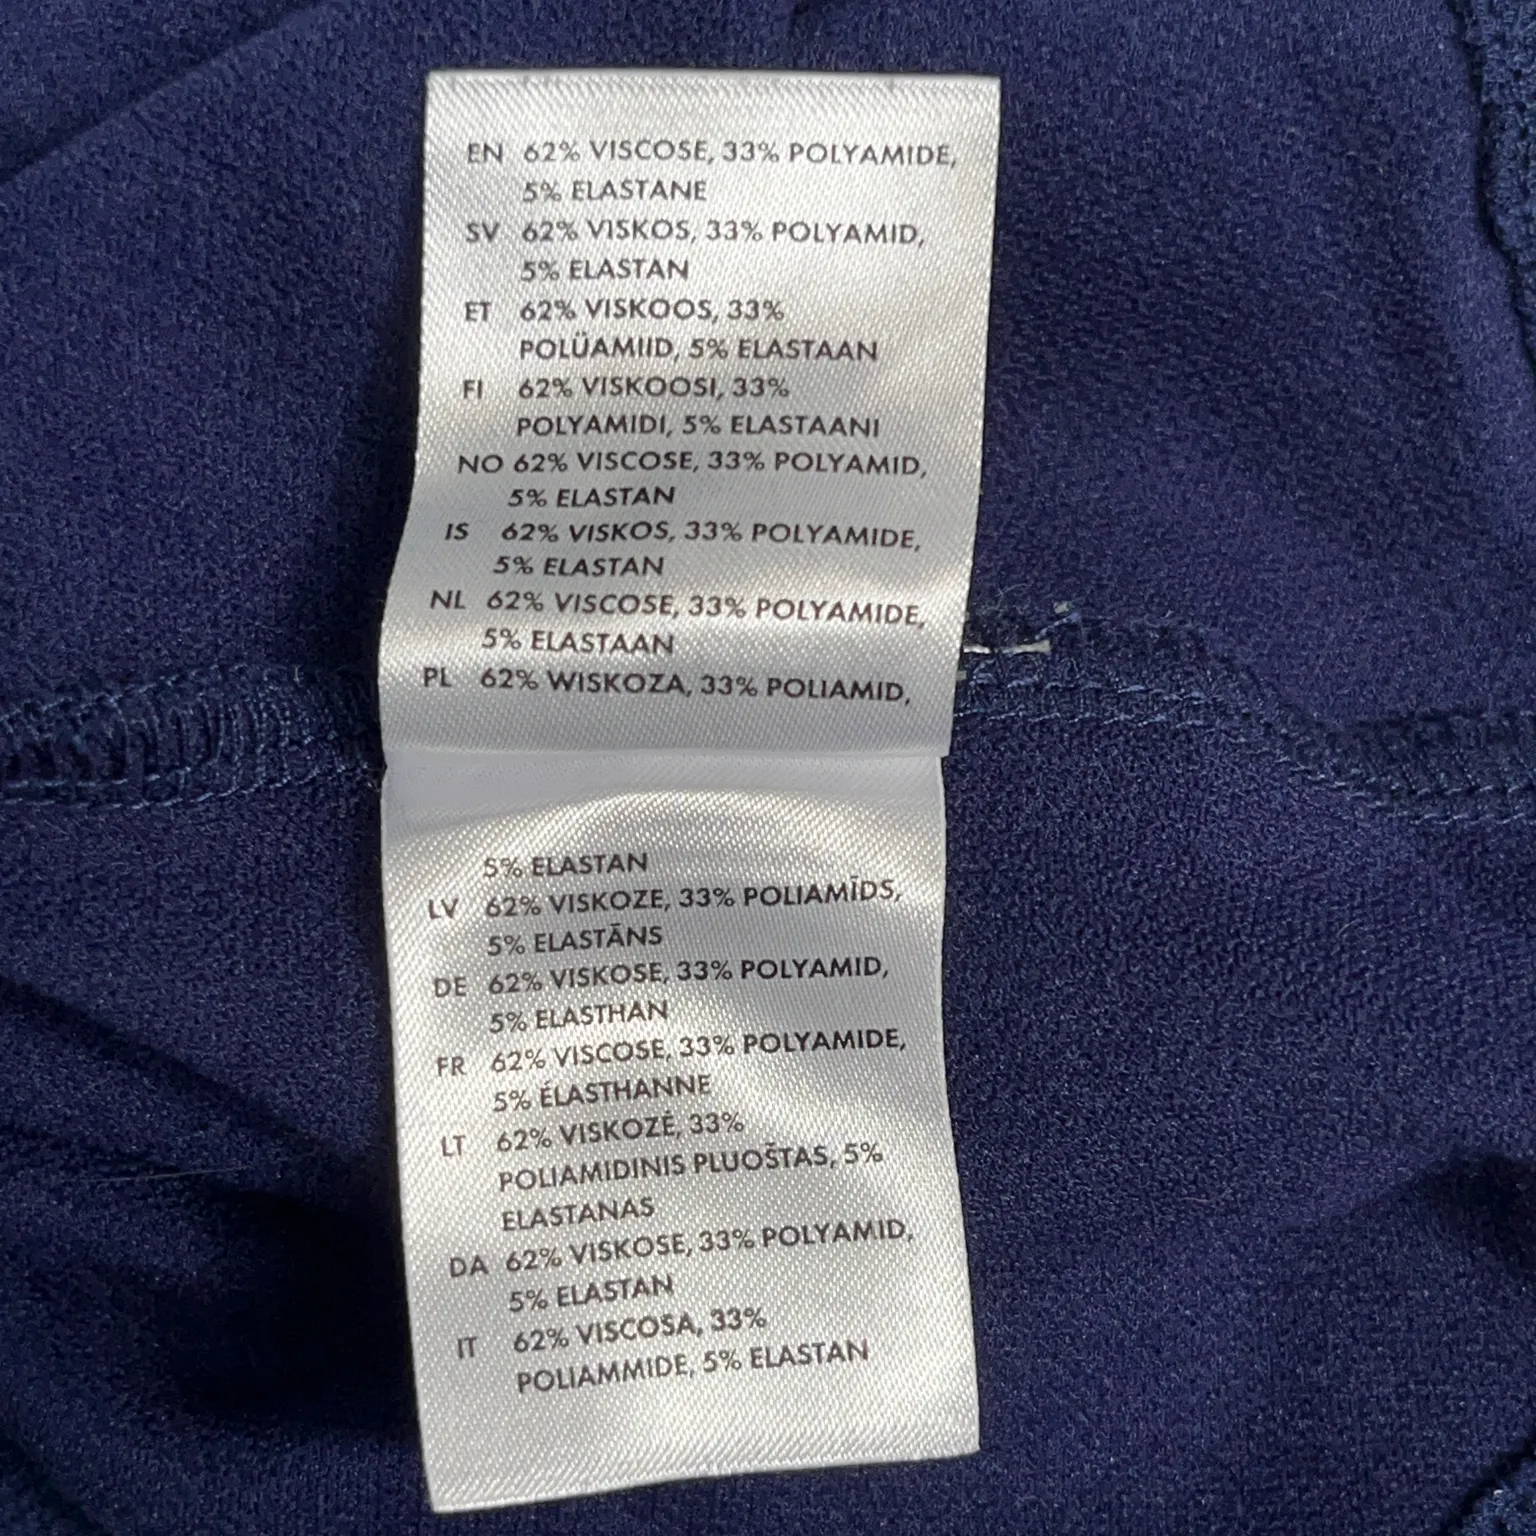 EN 62% VISCOSE, 33% POLYAMIDE,
5% ELASTANE
SV 62% VISKOS, 33% POLYAMID,
5% ELASTAN
ET 62% VISKOOS, 33%
POLÜAMIID, 5% ELASTAAN
FI 62% VISKOOSI, 33%
POLYAMIDI, 5% ELASTAANI
NO 62% VISCOSE, 33% POLYAMID,
5% ELASTAN
IS 62% VISKOS, 33% POLYAMIDE,
5% ELASTAN
NL 62% VISCOSE, 33% POLYAMIDE,
5% ELASTAAN
PL 62% WISKOZA, 33% POLIAMID,
5% ELASTAN
LV 62% VISKOZE, 33% POLIAMĪDS,
5% ELASTĀNS
DE 62% VISKOSE, 33% POLYAMID,
5% ELASTHAN
FR 62% VISCOSE, 33% POLYAMIDE,
5% ÉLASTHANNE
LT 62% VISKOZĖ, 33%
POLIAMIDINIS PLUOŠTAS, 5%
ELASTANAS
DA 62% VISKOSE, 33% POLYAMID,
5% ELASTAN
IT 62% VISCOSA, 33%
POLIAMMIDE, 5% ELASTAN